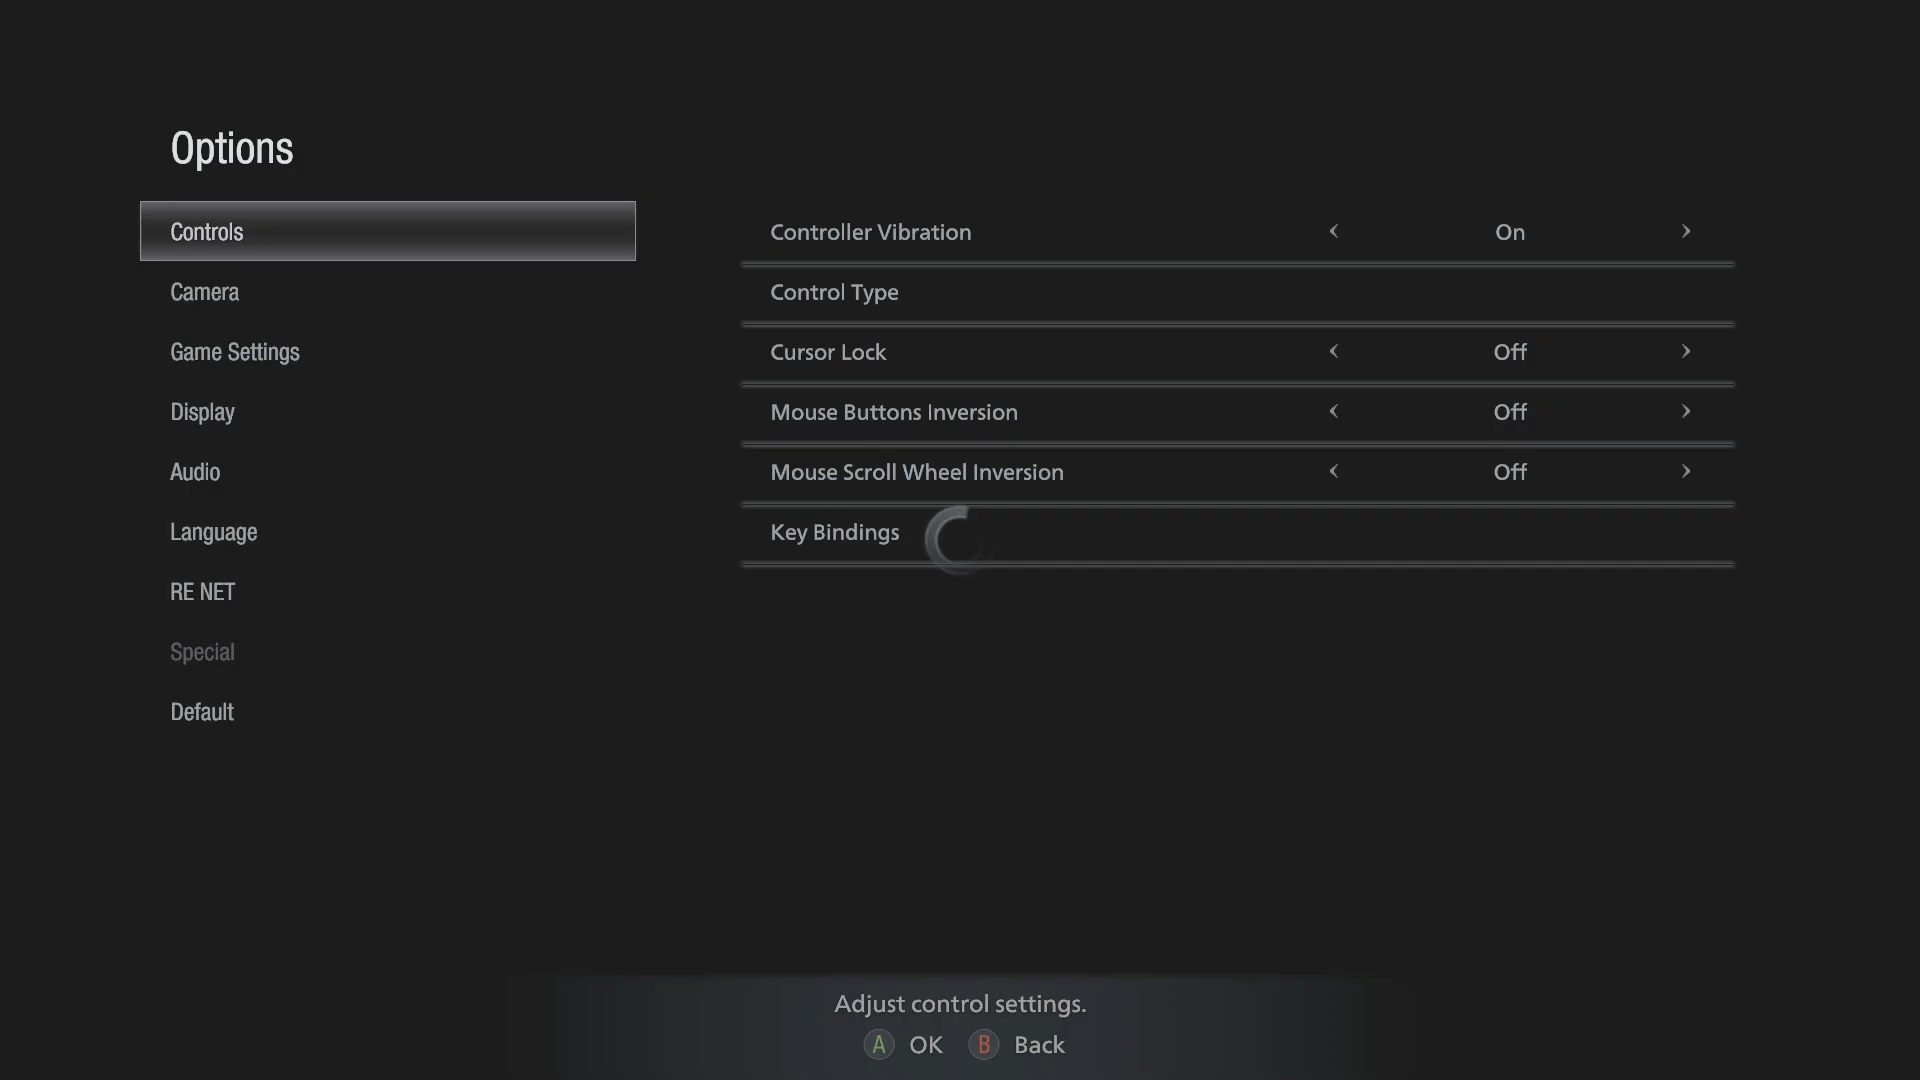 Options
Controls
Camera
Game Settings
Display
Audio
Language
RE NET
Special
Default
Controller Vibration On
Control Type
Cursor Lock Off
Mouse Buttons Inversion Off
Mouse Scroll Wheel Inversion Off
Key Bindings
Adjust control settings.
A OK B Back